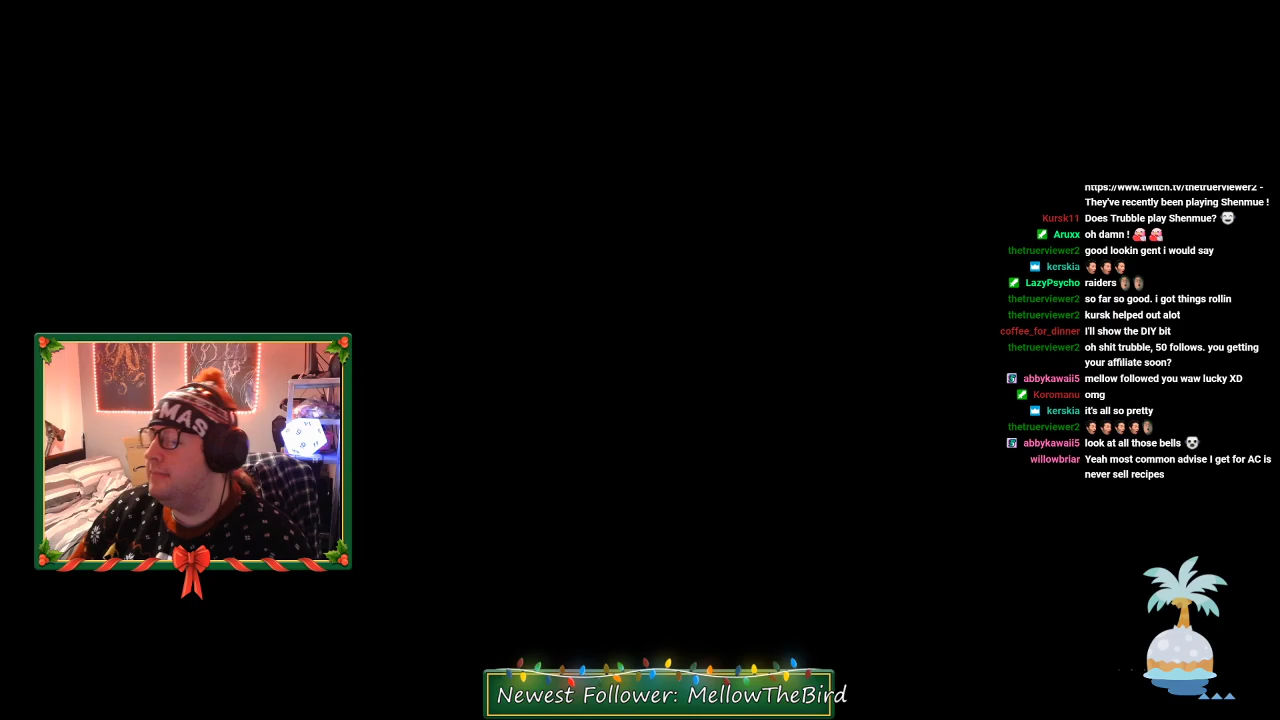 https://www.twitch.tv/thetruerviewer2 -
They've recently been playing Shenmue !
Kursk11 Does Trubble play Shenmue?
Aruxx oh damn !
thetruerviewer2 good lookin gent i would say
kerskia
LazyPsycho raiders
thetruerviewer2 so far so good. i got things rollin
thetruerviewer2 kursk helped out alot
coffee_for_dinner I'll show the DIY bit
thetruerviewer2 oh shit trubble, 50 follows. you getting
your affiliate soon?
abbykawaii5 mellow followed you waw lucky XD
Koromanu omg
kerskia it's all so pretty
thetruerviewer2
abbykawaii5 look at all those bells
willowbriar Yeah most common advise I get for AC is
never sell recipes
-MAS
Newest Follower: MellowTheBird